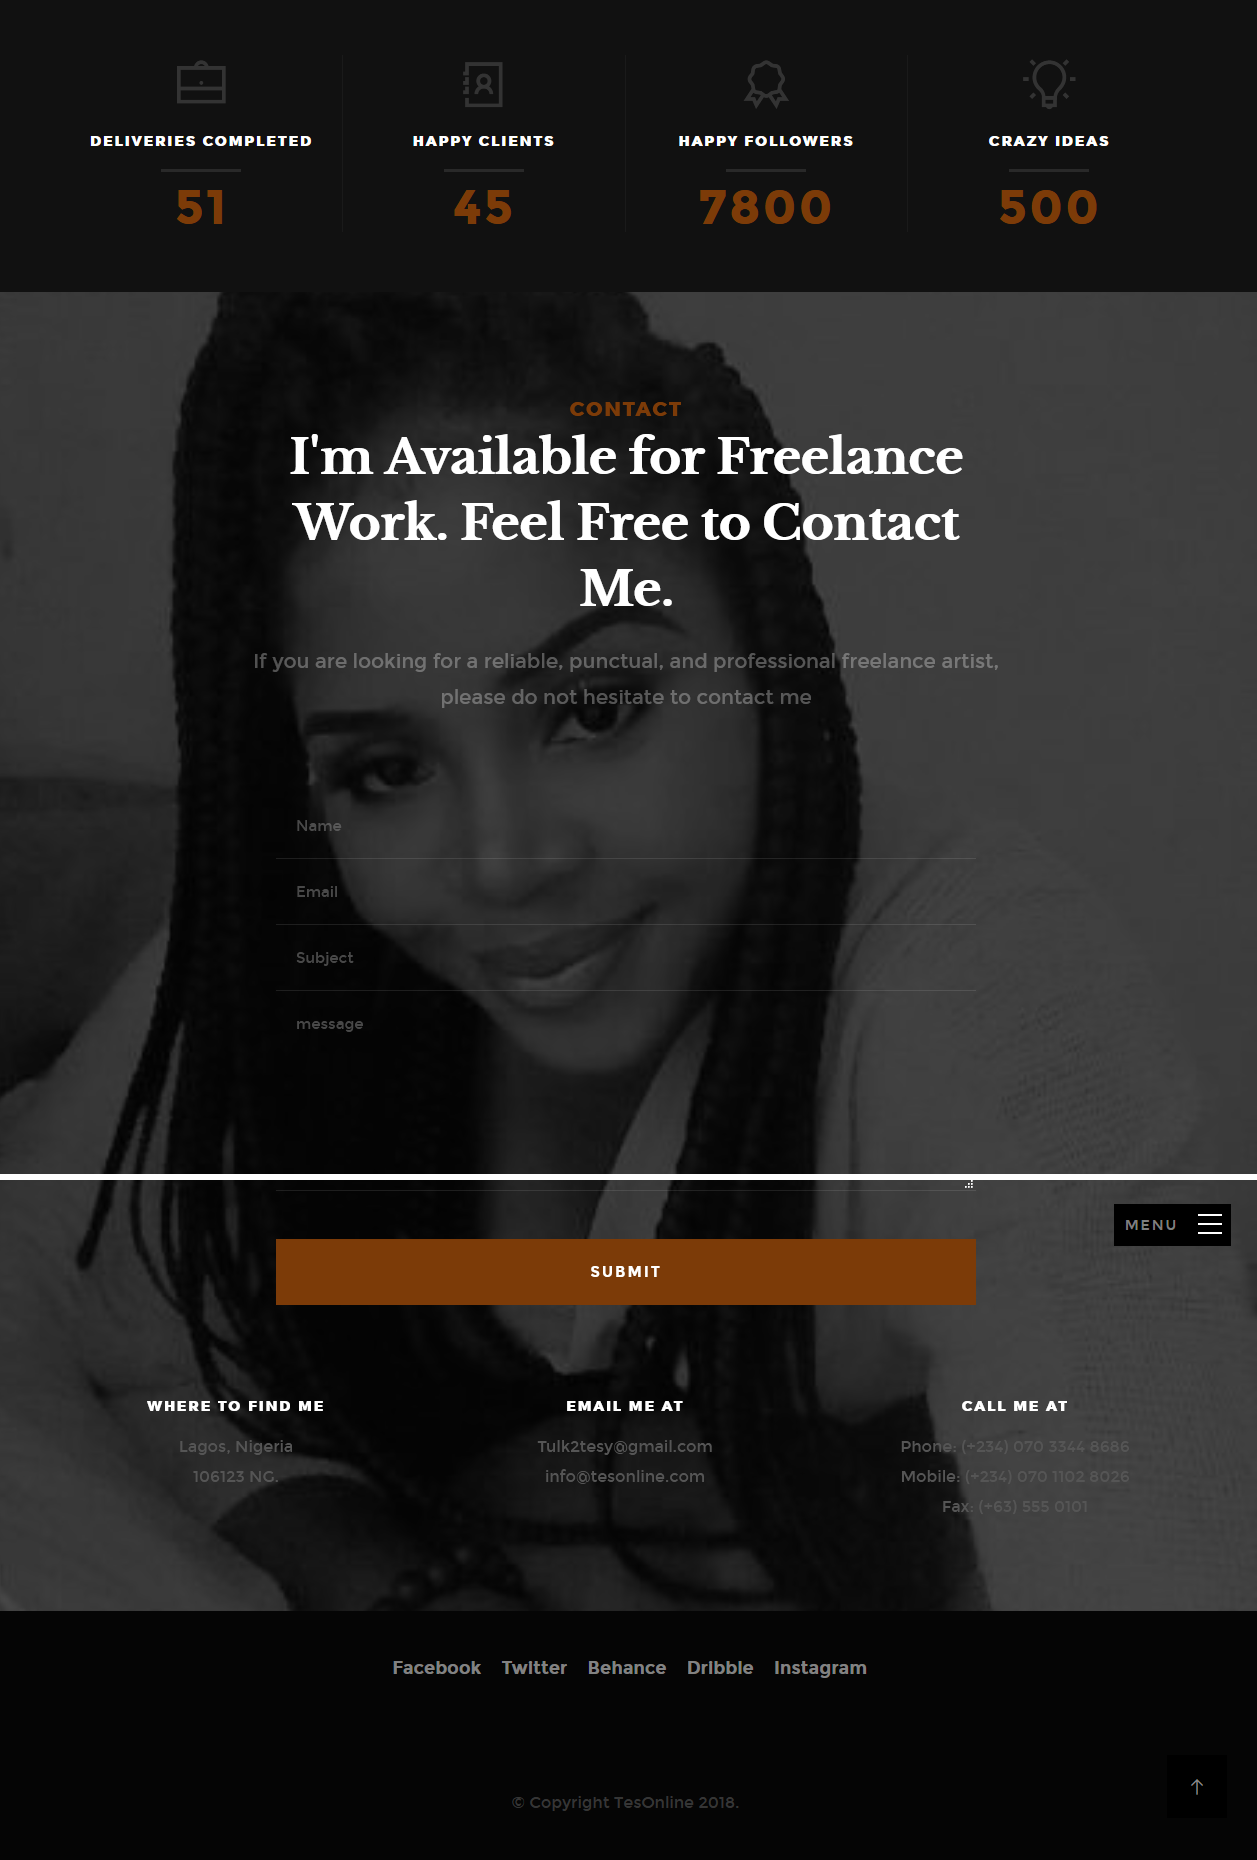 DELIVERIES COMPLETED
51
HAPPY CLIENTS
45
HAPPY FOLLOWERS
7800
CRAZY IDEAS
500
CONTACT
I'm Available for Freelance
Work. Feel Free to Contact
Me.
If you are looking for a reliable, punctual, and professional freelance artist,
please do not hesitate to contact me
Name
Email
Subject
message
MENU
SUBMIT
WHERE TO FIND ME
Lagos, Nigeria
106123 NG.
EMAIL ME AT
Tulk2tesy@gmail.com
info@tesonline.com
CALL ME AT
Phone: (+234) 070 3344 8686
Mobile: (+234) 070 1102 8026
Fax: (+63) 555 0101
Facebook Twitter Behance Dribble Instagram
© Copyright TesOnline 2018.